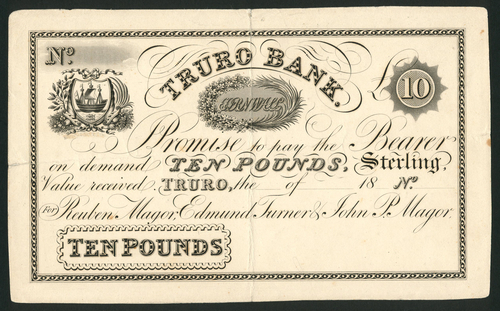 Nº
TRURO BANK.
CORNWALL
£ 10
Promise to pay the Bearer
on demand TEN POUNDS, Sterling,
Value received, TRURO, the of 18 Nº
For Reuben Magor, Edmund Turner & John P. Magor.
TEN POUNDS